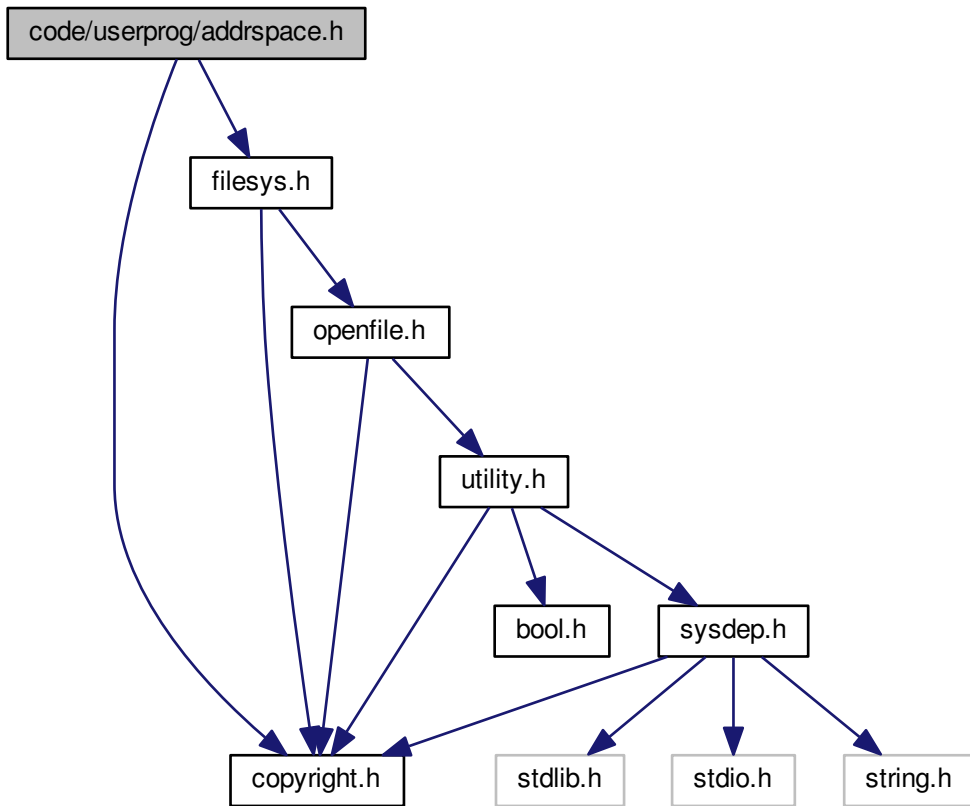 code/userprog/addrspace.h
filesys.h
openfile.h
utility.h
bool.h
sysdep.h
copyright.h
stdlib.h
stdio.h
string.h